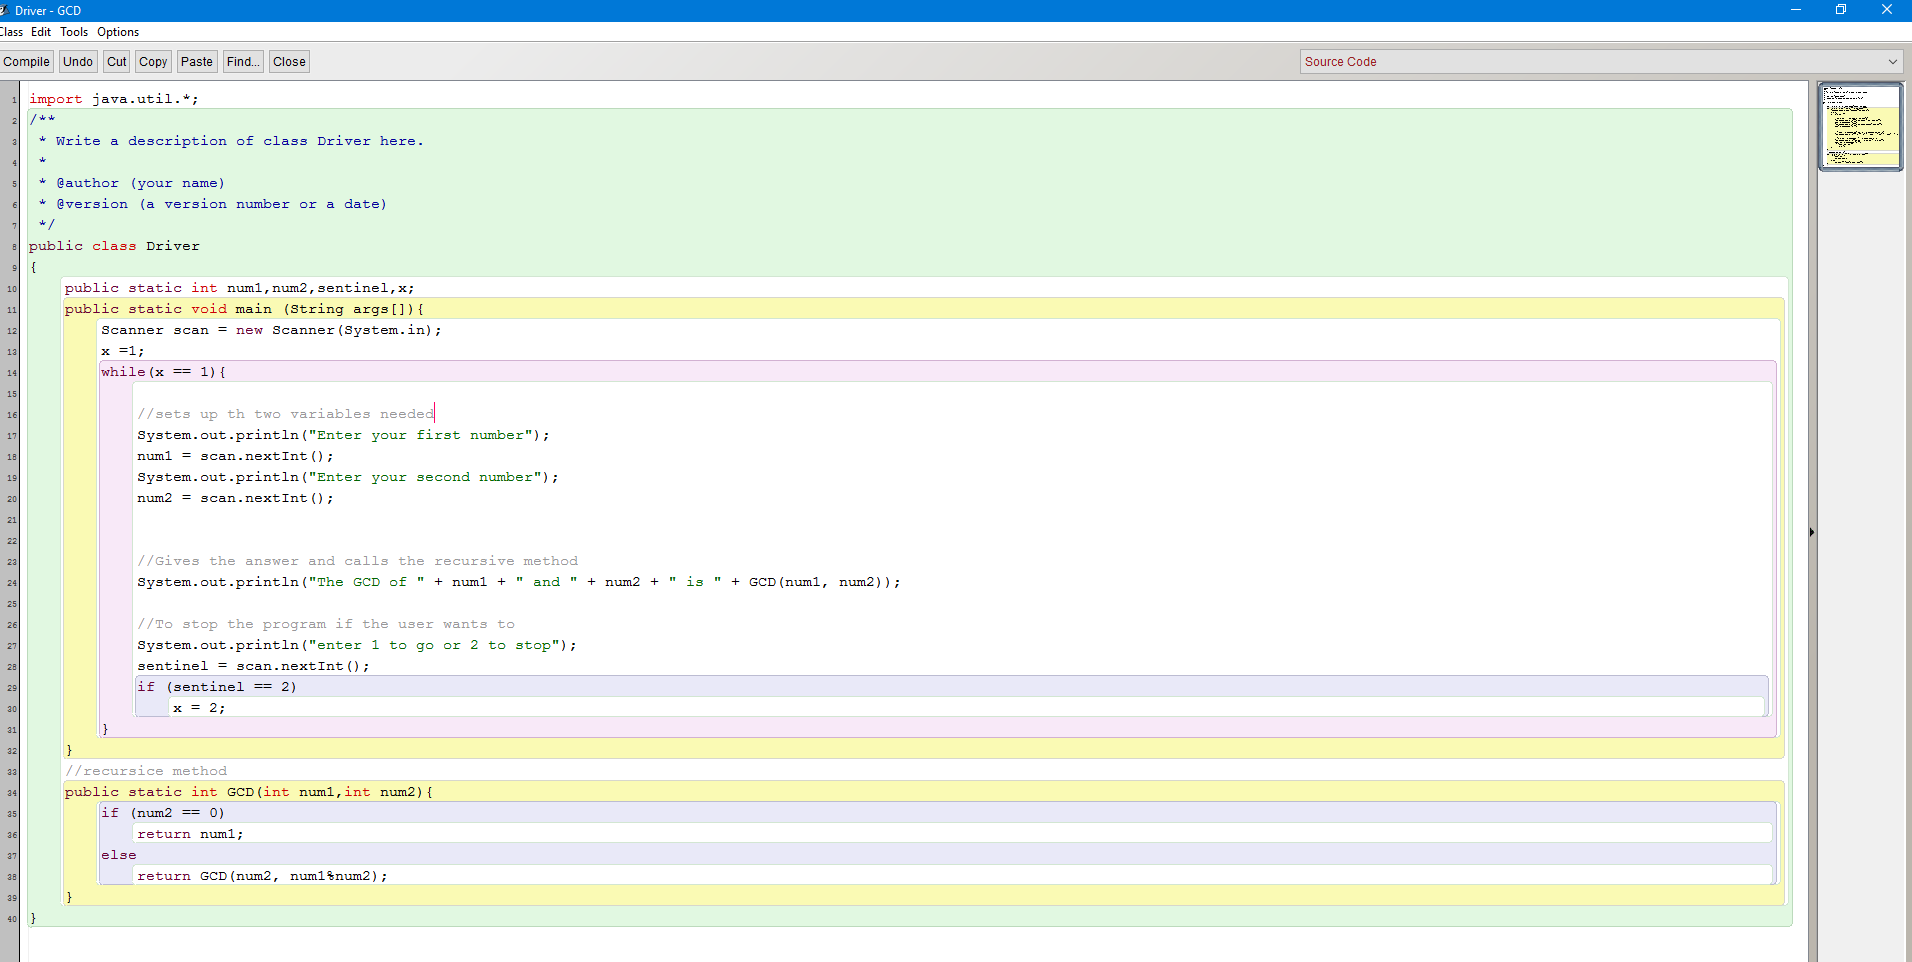 Driver - GCD
Class Edit Tools Options
Compile Undo Cut Copy Paste Find... Close Source Code
1 import java.util.*;
2 /**
3 * Write a description of class Driver here.
4 *
5 * @author (your name)
6 * @version (a version number or a date)
7 */
8 public class Driver
9 {
10 public static int num1,num2,sentinel,x;
11 public static void main (String args[]){
12 Scanner scan = new Scanner(System.in);
13 x =1;
14 while(x == 1){
15
16 //sets up th two variables needed
17 System.out.println("Enter your first number");
18 num1 = scan.nextInt();
19 System.out.println("Enter your second number");
20 num2 = scan.nextInt();
21
22
23 //Gives the answer and calls the recursive method
24 System.out.println("The GCD of " + num1 + " and " + num2 + " is " + GCD(num1, num2));
25
26 //To stop the program if the user wants to
27 System.out.println("enter 1 to go or 2 to stop");
28 sentinel = scan.nextInt();
29 if (sentinel == 2)
30 x = 2;
31 }
32 }
33 //recursice method
34 public static int GCD(int num1,int num2){
35 if (num2 == 0)
36 return num1;
37 else
38 return GCD(num2, num1%num2);
39 }
40 }